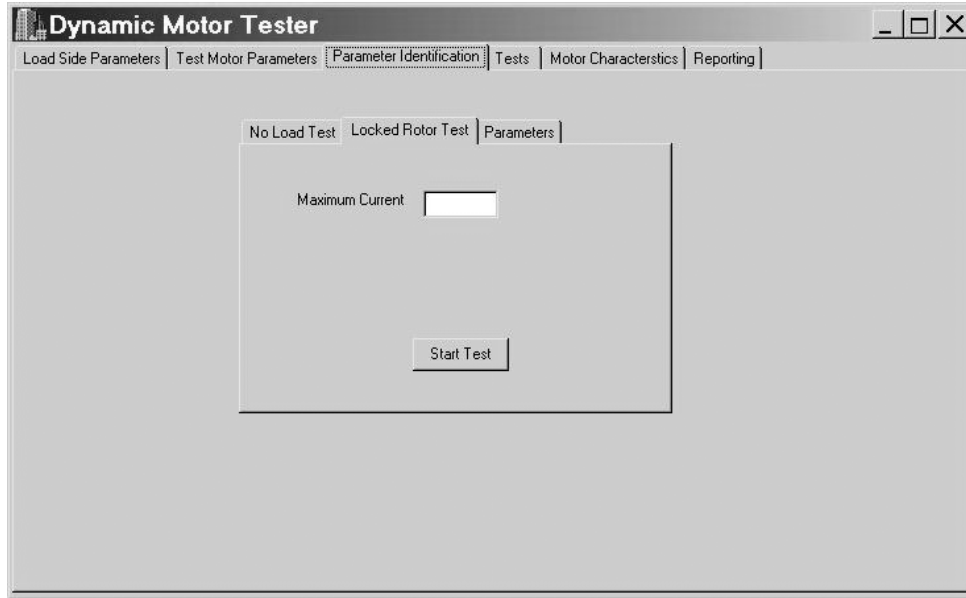 Dynamic Motor Tester
Load Side Parameters Test Motor Parameters Parameter Identification Tests Motor Characterstics Reporting
No Load Test Locked Rotor Test Parameters
Maximum Current
Start Test